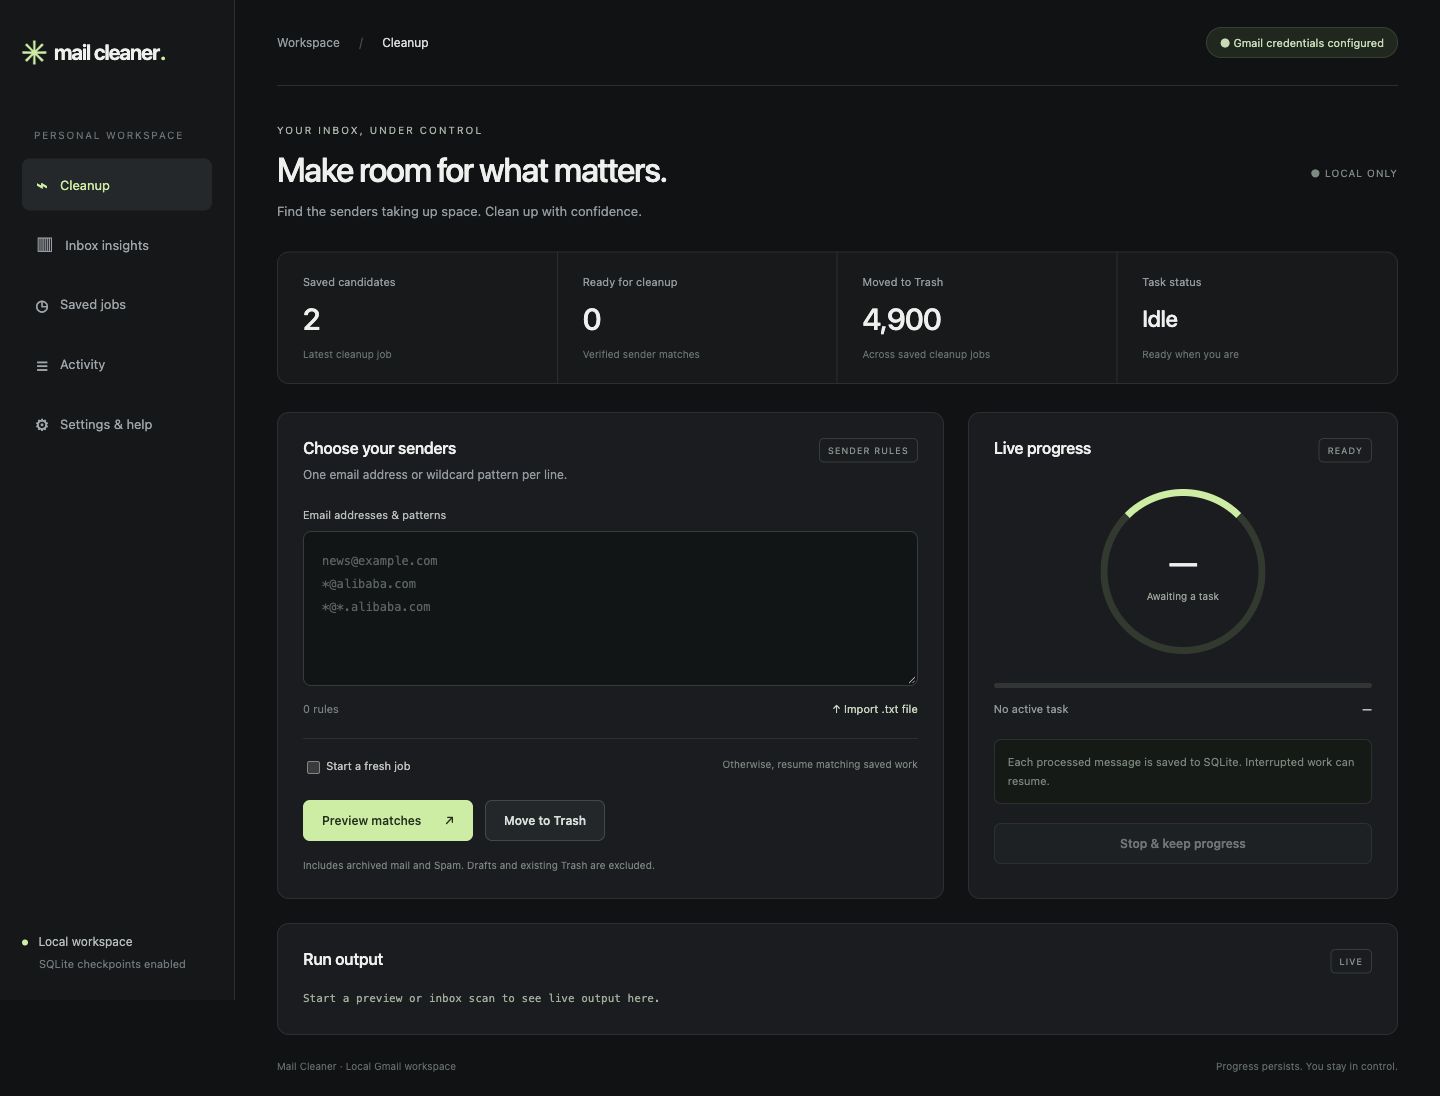 mail cleaner.
PERSONAL WORKSPACE
Cleanup
Inbox insights
Saved jobs
Activity
Settings & help
Local workspace
SQLite checkpoints enabled
Workspace / Cleanup
Gmail credentials configured
YOUR INBOX, UNDER CONTROL
Make room for what matters.
LOCAL ONLY
Find the senders taking up space. Clean up with confidence.
Saved candidates
2
Latest cleanup job
Ready for cleanup
0
Verified sender matches
Moved to Trash
4,900
Across saved cleanup jobs
Task status
Idle
Ready when you are
Choose your senders
SENDER RULES
One email address or wildcard pattern per line.
Email addresses & patterns
news@example.com
*@alibaba.com
*@*.alibaba.com
0 rules
↑ Import .txt file
Start a fresh job
Otherwise, resume matching saved work
Preview matches ↗
Move to Trash
Includes archived mail and Spam. Drafts and existing Trash are excluded.
Live progress
READY
—
Awaiting a task
No active task
—
Each processed message is saved to SQLite. Interrupted work can
resume.
Stop & keep progress
Run output
LIVE
Start a preview or inbox scan to see live output here.
Mail Cleaner · Local Gmail workspace
Progress persists. You stay in control.